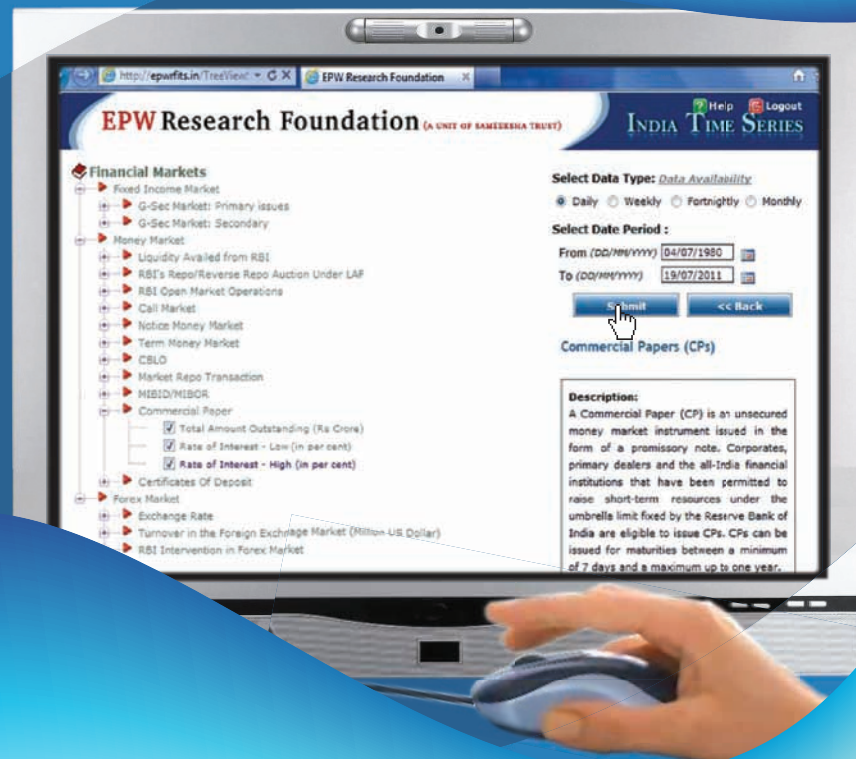 http://epwrfits.in/TreeView:
EPW Research Foundation
EPW Research Foundation (A UNIT OF SAMEEKSHA TRUST)
Help Logout
INDIA TIME SERIES
Financial Markets
Fixed Income Market
G-Sec Market: Primary issues
G-Sec Market: Secondary
Money Market
Liquidity Availed from RBI
RBI's Repo/Reverse Repo Auction Under LAF
RBI Open Market Operations
Call Market
Notice Money Market
Term Money Market
CBLO
Market Repo Transaction
MIBID/MIBOR
Commercial Paper
Total Amount Outstanding (Rs Crore)
Rate of Interest - Low (in per cent)
Rate of Interest - High (in per cent)
Certificates Of Deposit
Forex Market
Exchange Rate
Turnover in the Foreign Exchnage Market (Million US Dollar)
RBI Intervention in Forex Market
Select Data Type: Data Availability
Daily Weekly Fortnightly Monthly
Select Date Period :
From (DD/MM/YYYY) 04/07/1980
To (DD/MM/YYYY) 19/07/2011
Submit << Back
Commercial Papers (CPs)
Description:
A Commercial Paper (CP) is an unsecured
money market instrument issued in the
form of a promissory note. Corporates,
primary dealers and the all-India financial
institutions that have been permitted to
raise short-term resources under the
umbrella limit fixed by the Reserve Bank of
India are eligible to issue CPs. CPs can be
issued for maturities between a minimum
of 7 days and a maximum up to one year.